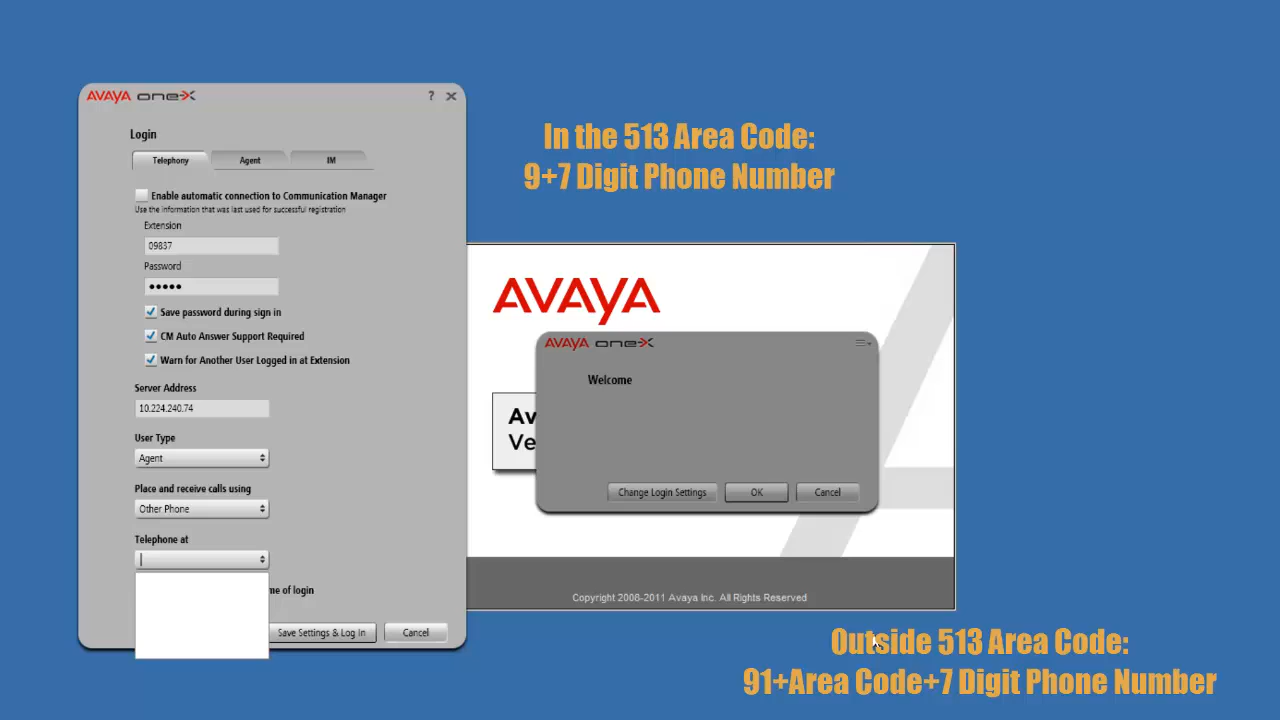 AVAYA one-X
?
Login
Telephony
Agent
IM
Enable automatic connection to Communication Manager
Use the information that was last used for successful registration
Extension
09837
Password
•••••
Save password during sign in
CM Auto Answer Support Required
Warn for Another User Logged in at Extension
Server Address
10.224.240.74
User Type
Agent
Place and receive calls using
Other Phone
Telephone at
me of login
Save Settings & Log In
Cancel
In the 513 Area Code:
9+7 Digit Phone Number
AVAYA
Av
Ve
AVAYA one-X
Welcome
Change Login Settings
OK
Cancel
Copyright 2008-2011 Avaya Inc. All Rights Reserved
Outside 513 Area Code:
91+Area Code+7 Digit Phone Number